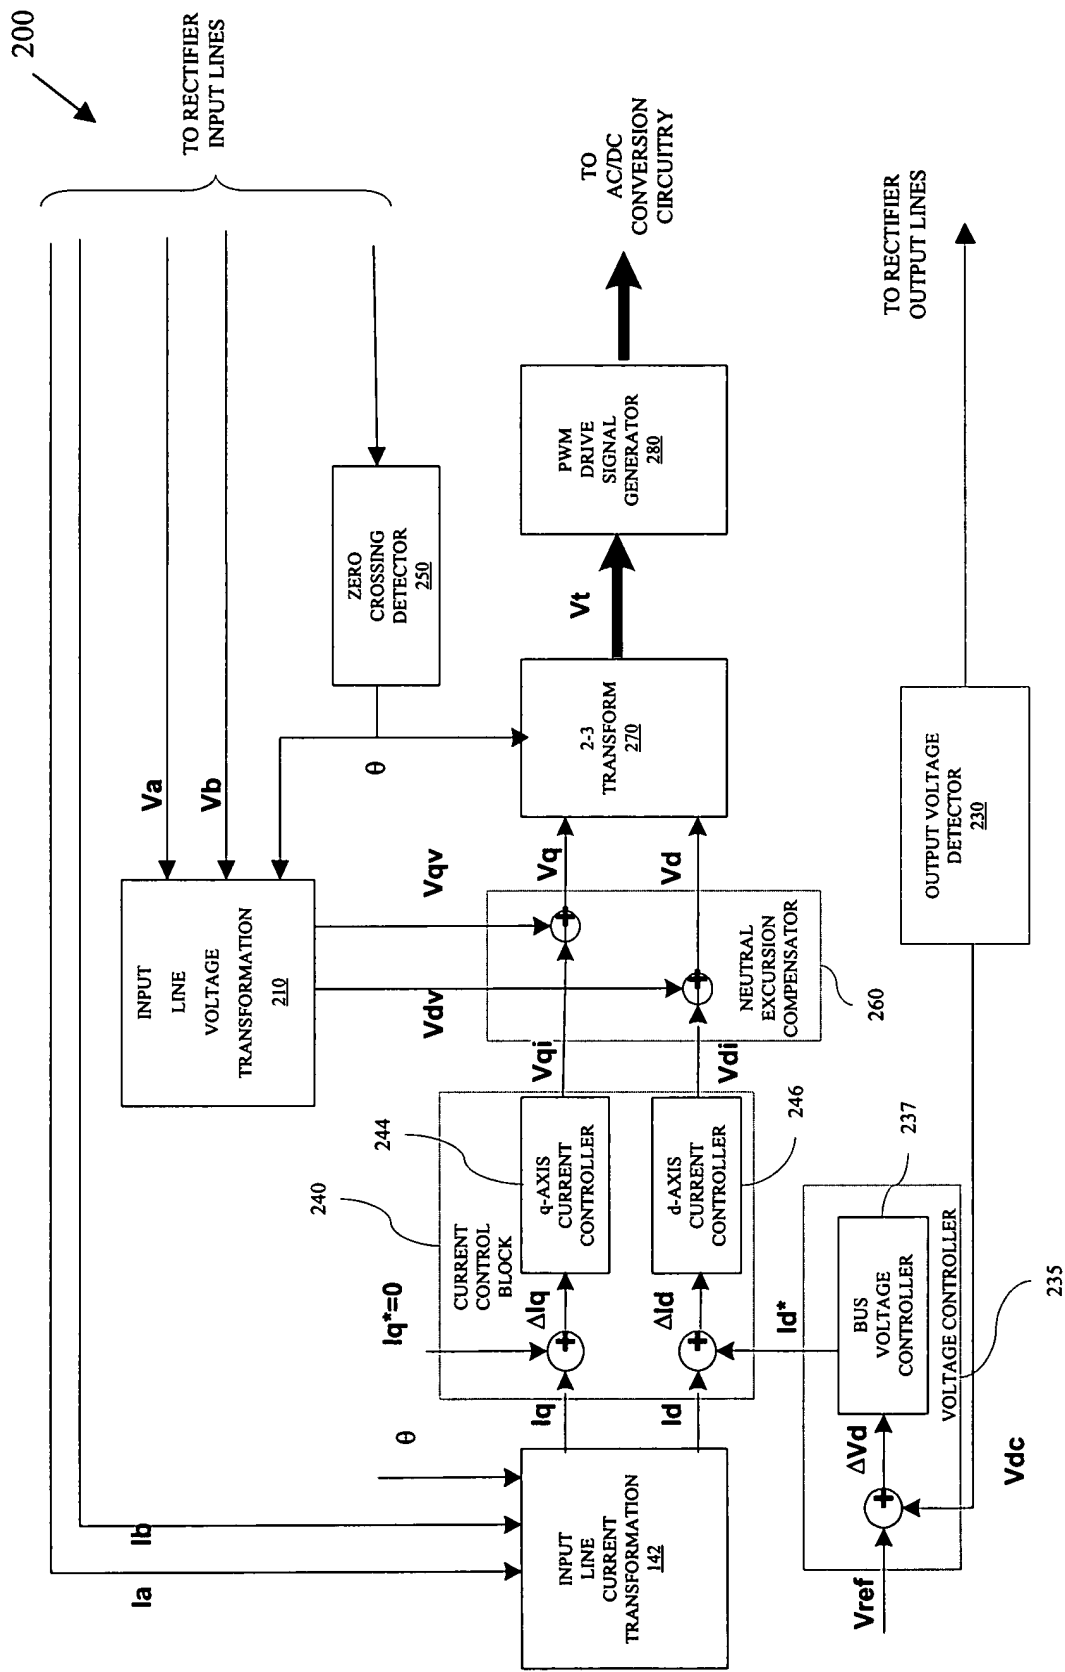 200
TO RECTIFIER
INPUT LINES
Ia
Ib
Va
Vb
θ
INPUT
LINE
VOLTAGE
TRANSFORMATION
210
ZERO
CROSSING
DETECTOR
250
θ
Vqv
Vdv
INPUT
LINE
CURRENT
TRANSFORMATION
142
Iq
Id
Iq*=0
240
CURRENT
CONTROL
BLOCK
+
+
ΔIq
ΔId
244
q-AXIS
CURRENT
CONTROLLER
d-AXIS
CURRENT
CONTROLLER
246
Vqi
Vdi
+
+
NEUTRAL
EXCURSION
COMPENSATOR
260
Vq
Vd
2-3
TRANSFORM
270
Vt
PWM
DRIVE
SIGNAL
GENERATOR
280
TO
AC/DC
CONVERSION
CIRCUITRY
Vref
+
ΔVd
BUS
VOLTAGE
CONTROLLER
237
Id*
VOLTAGE CONTROLLER
235
Vdc
OUTPUT VOLTAGE
DETECTOR
230
TO RECTIFIER
OUTPUT LINES